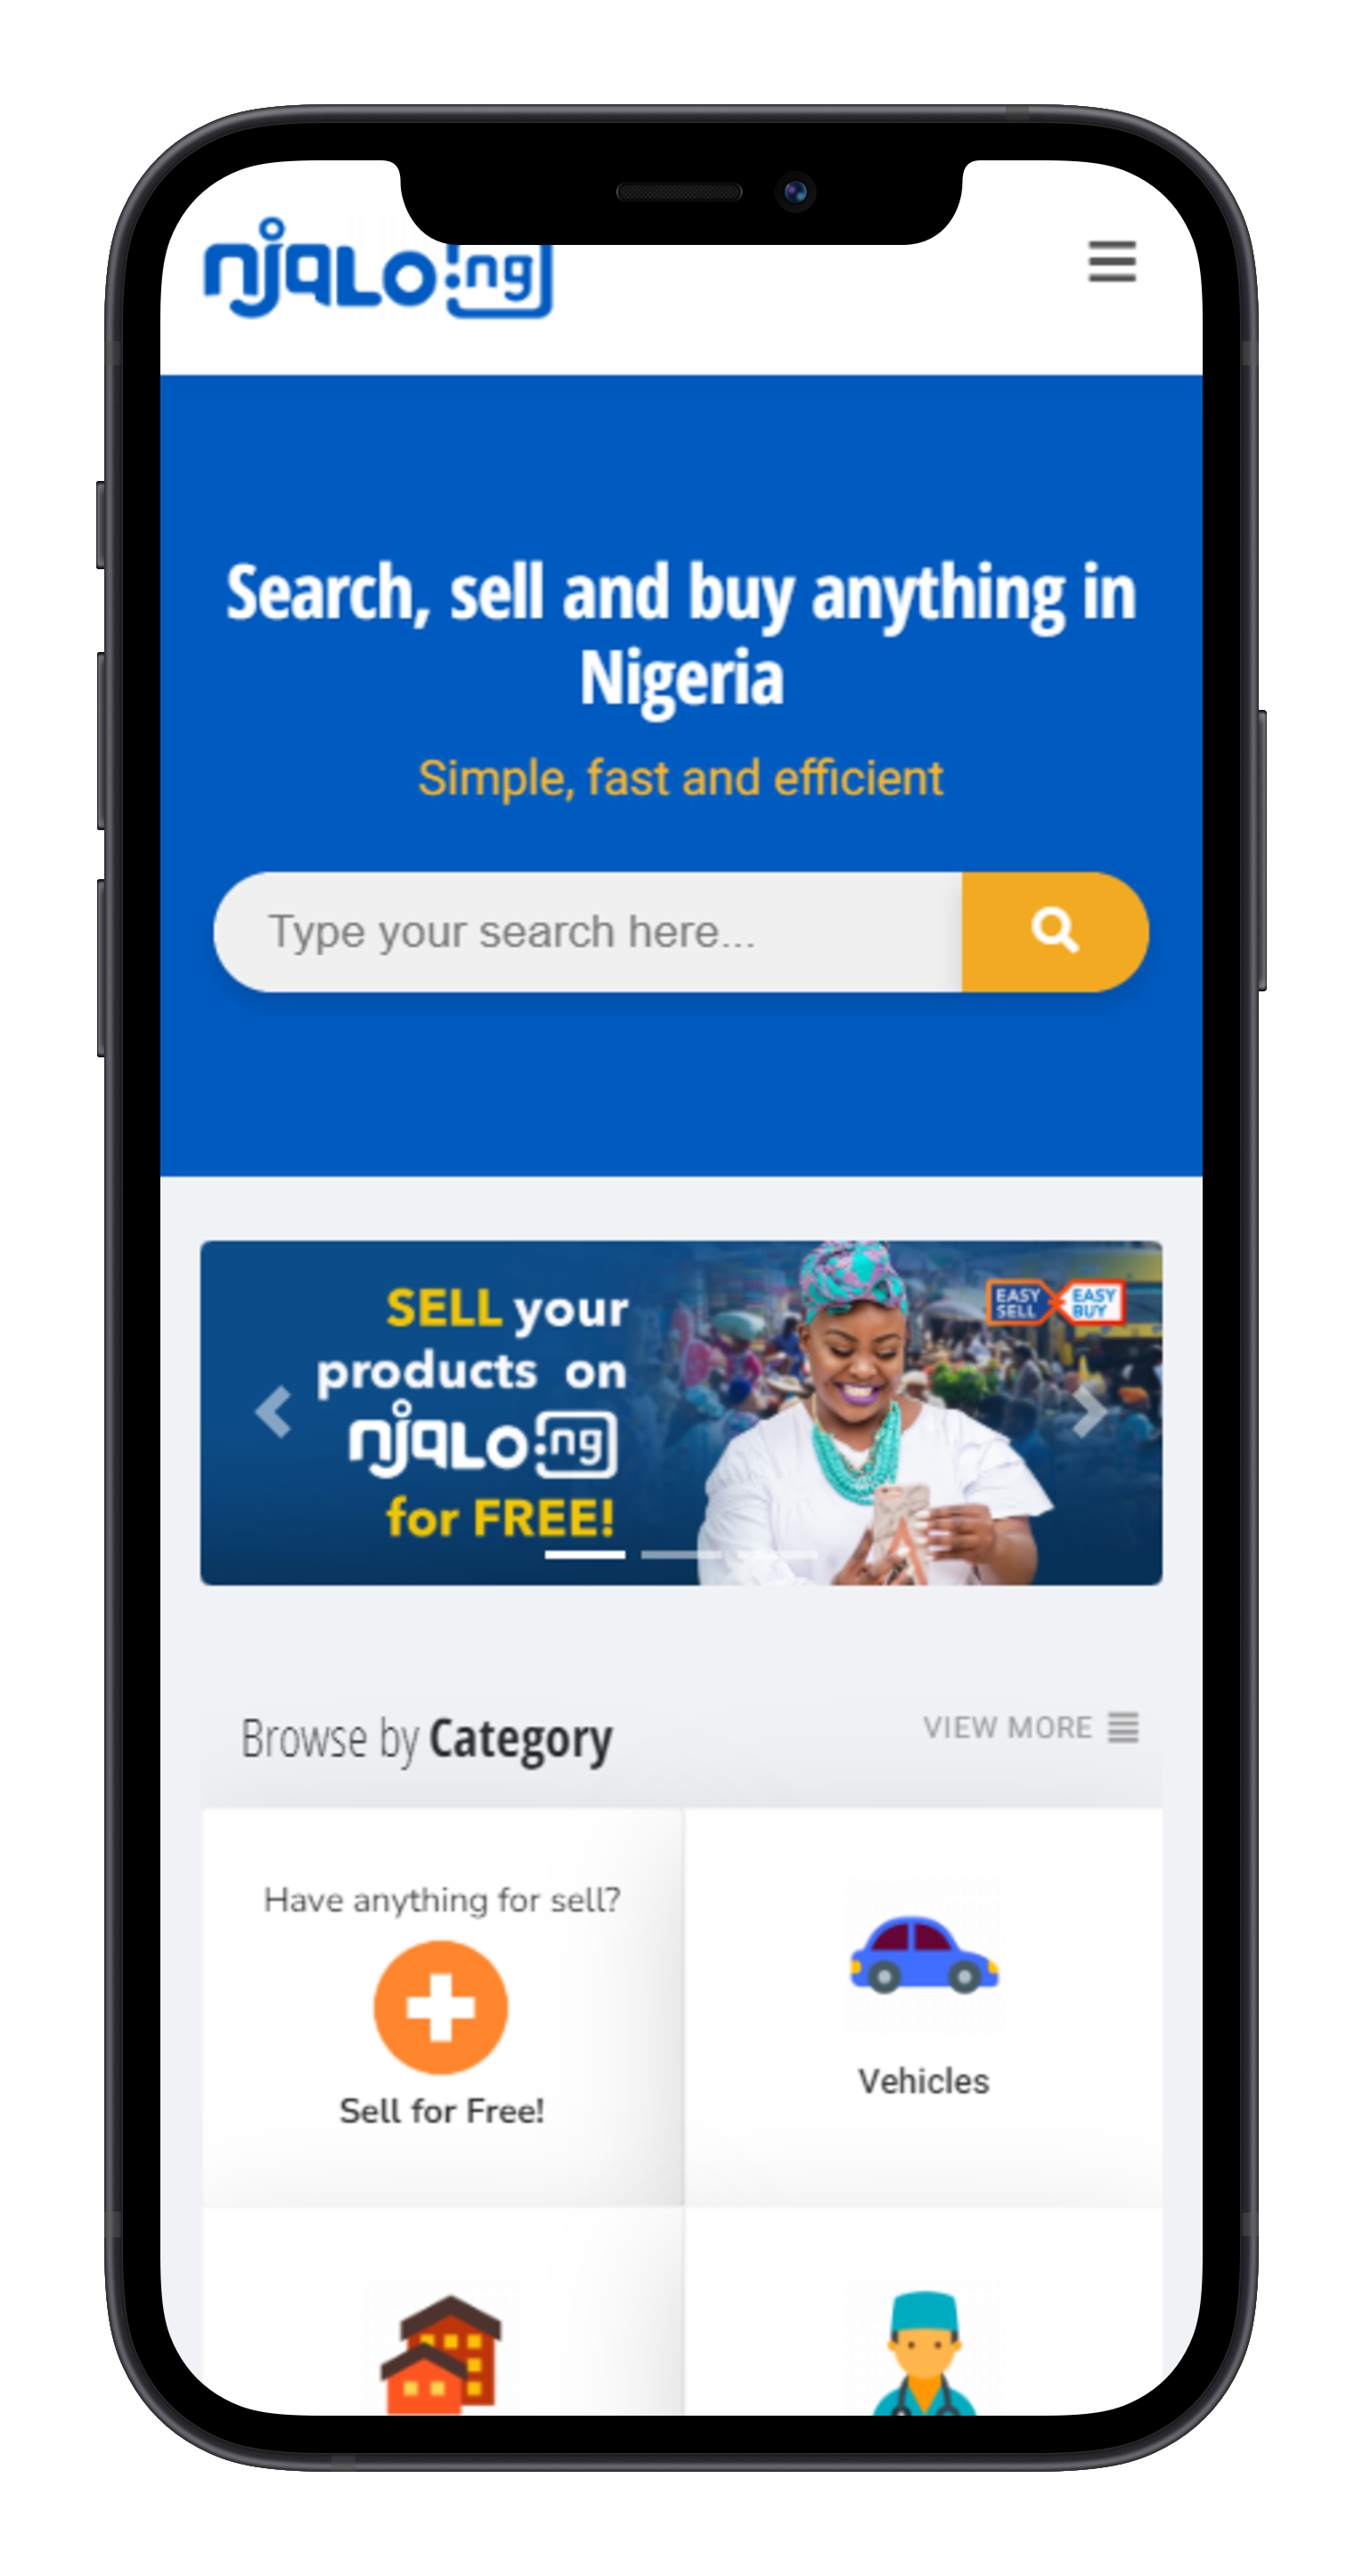 njaLo:ng
Search, sell and buy anything in
Nigeria
Simple, fast and efficient
Type your search here...
SELL your
products on
njaLo:ng
for FREE!
EASY
SELL
EASY
BUY
Browse by Category
VIEW MORE
Have anything for sell?
Sell for Free!
Vehicles